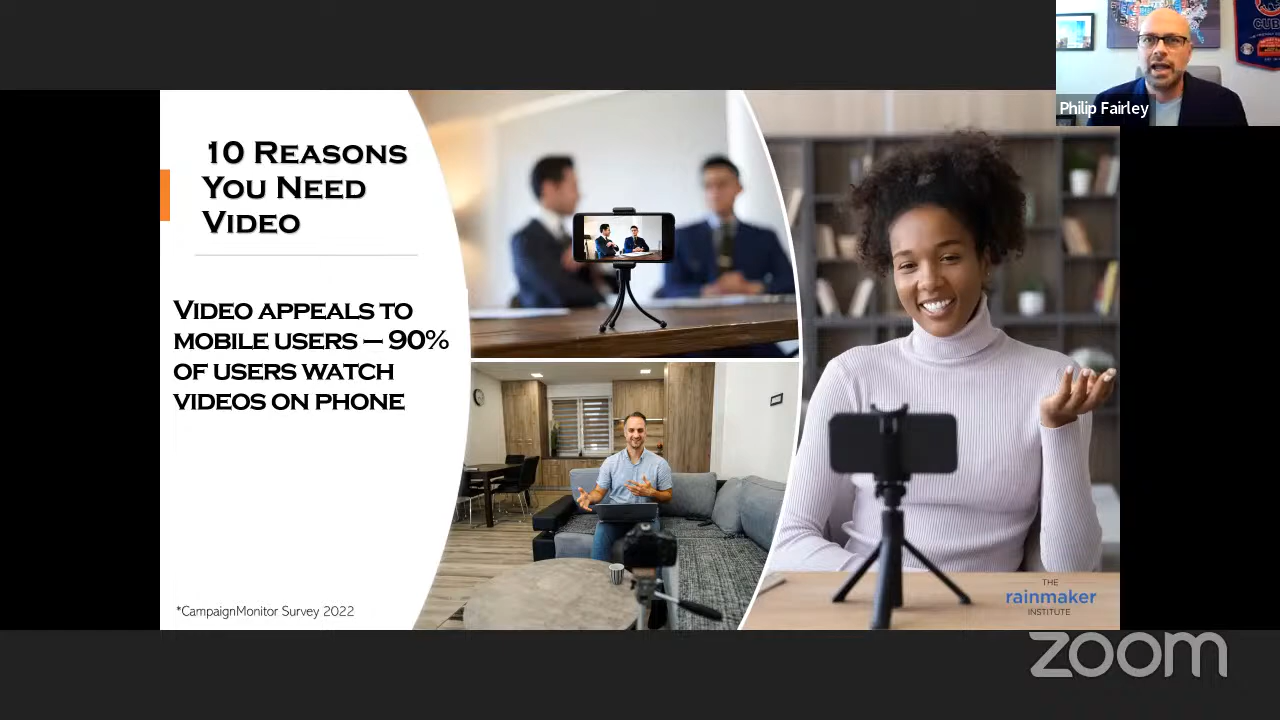 CUBS
Philip Fairley
10 Reasons
You Need
Video
Video appeals to
mobile users – 90%
of users watch
videos on phone
*CampaignMonitor Survey 2022
THE
rainmaker
INSTITUTE
zoom